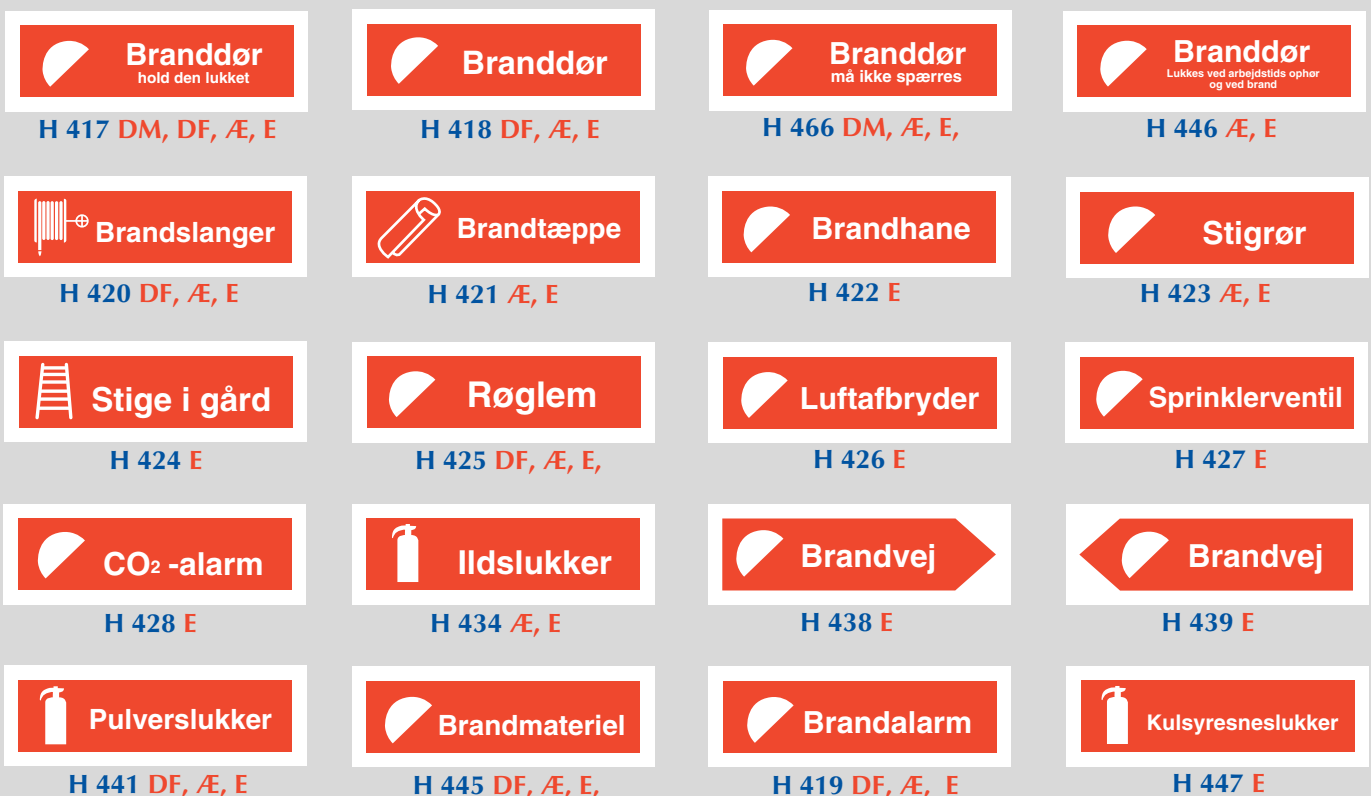 Branddør
hold den lukket
H 417 DM, DF, Æ, E
Branddør
H 418 DF, Æ, E
Branddør
må ikke spærres
H 466 DM, Æ, E,
Branddør
Lukkes ved arbejdstids ophør
og ved brand
H 446 Æ, E
Brandslanger
H 420 DF, Æ, E
Brandtæppe
H 421 Æ, E
Brandhane
H 422 E
Stigrør
H 423 Æ, E
Stige i gård
H 424 E
Røglem
H 425 DF, Æ, E,
Luftafbryder
H 426 E
Sprinklerventil
H 427 E
CO2 -alarm
H 428 E
Ildslukker
H 434 Æ, E
Brandvej
H 438 E
Brandvej
H 439 E
Pulverslukker
H 441 DF, Æ, E
Brandmateriel
H 445 DF, Æ, E,
Brandalarm
H 419 DF, Æ, E
Kulsyresneslukker
H 447 E